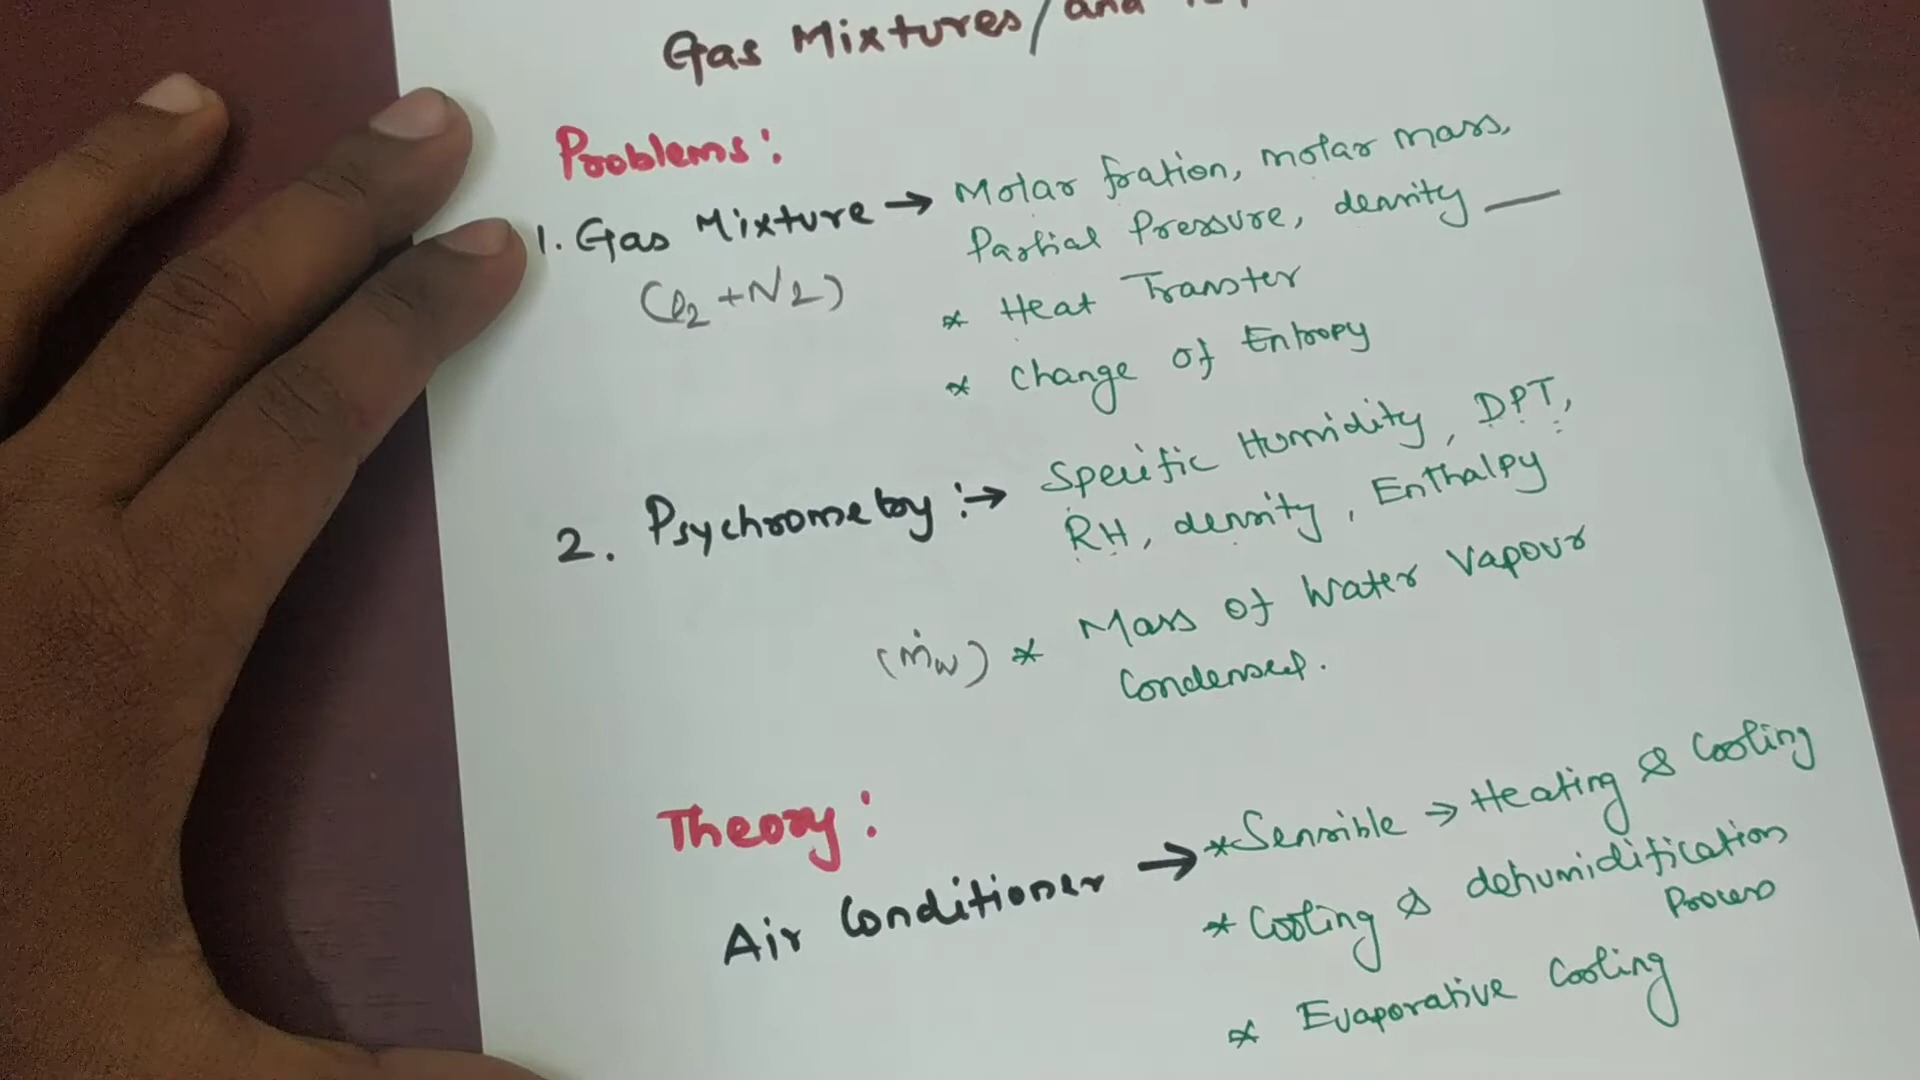 Gas Mixtures/and
Problems:
1. Gas Mixture → Molar fration, molar mass,
Partial Pressure, density —
(O2 + N2)
* Heat Transfer
* Change of Entropy
2. Psychrometry :→ Specific Humidity, DPT,
RH, density, Enthalpy
(ṁw) * Mass of Water Vapour
Condensed.
Theory:
Air Conditioner → * Sensible → Heating & Cooling
* Cooling & dehumidification
Process
* Evaporative Cooling